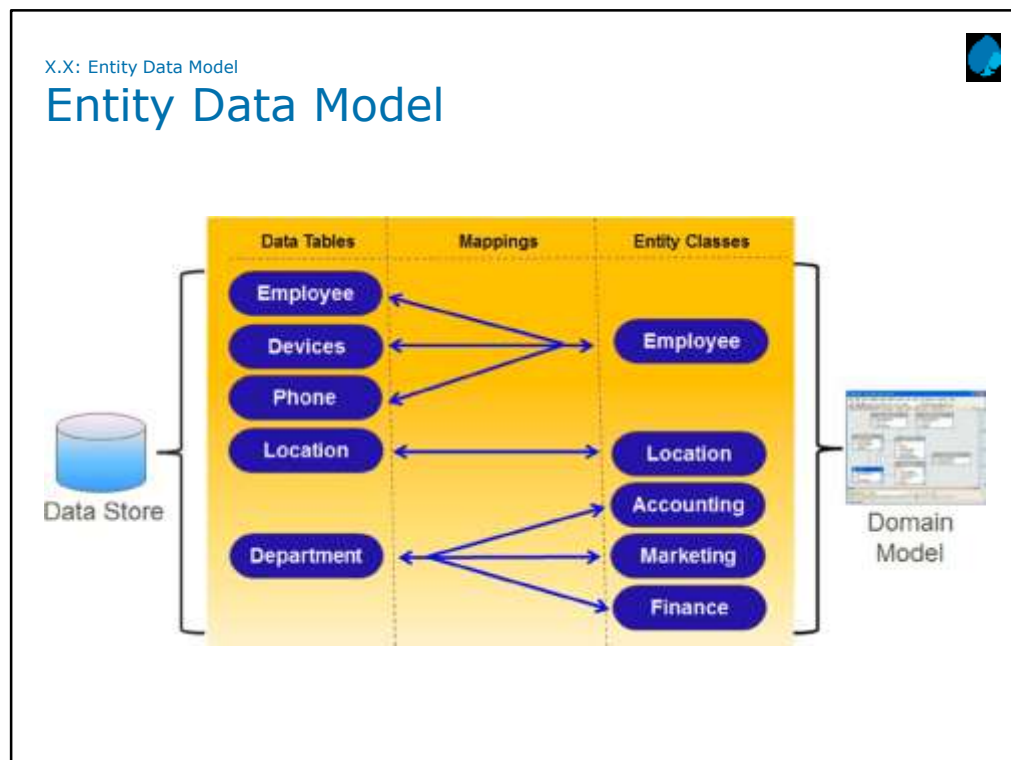 X.X: Entity Data Model
Entity Data Model
Data Tables Mappings Entity Classes
Employee
Devices
Phone
Location
Department
Employee
Location
Accounting
Marketing
Finance
Data Store
Domain
Model